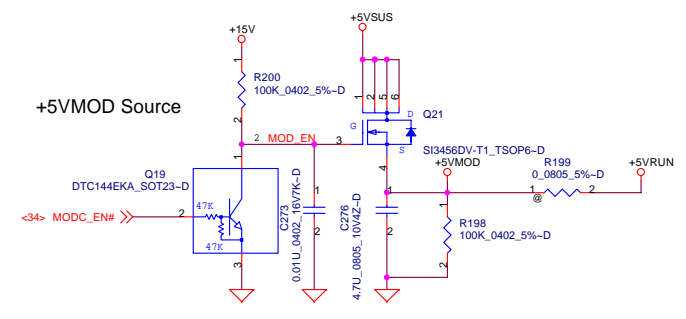 +5VMOD Source
+15V
1
R200
100K_0402_5%~D
2
+5VSUS
1
2
5
6
D
Q21
G
S
SI3456DV-T1_TSOP6~D
2
MOD_EN
3
4
Q19
DTC144EKA_SOT23~D
1
47K
47K
2
3
<34> MODC_EN#
C273
0.01U_0402_16V7K~D
1
2
C276
4.7U_0805_10V4Z~D
1
2
+5VMOD
1
R198
100K_0402_5%~D
2
R199
0_0805_5%~D
1
@
2
+5VRUN